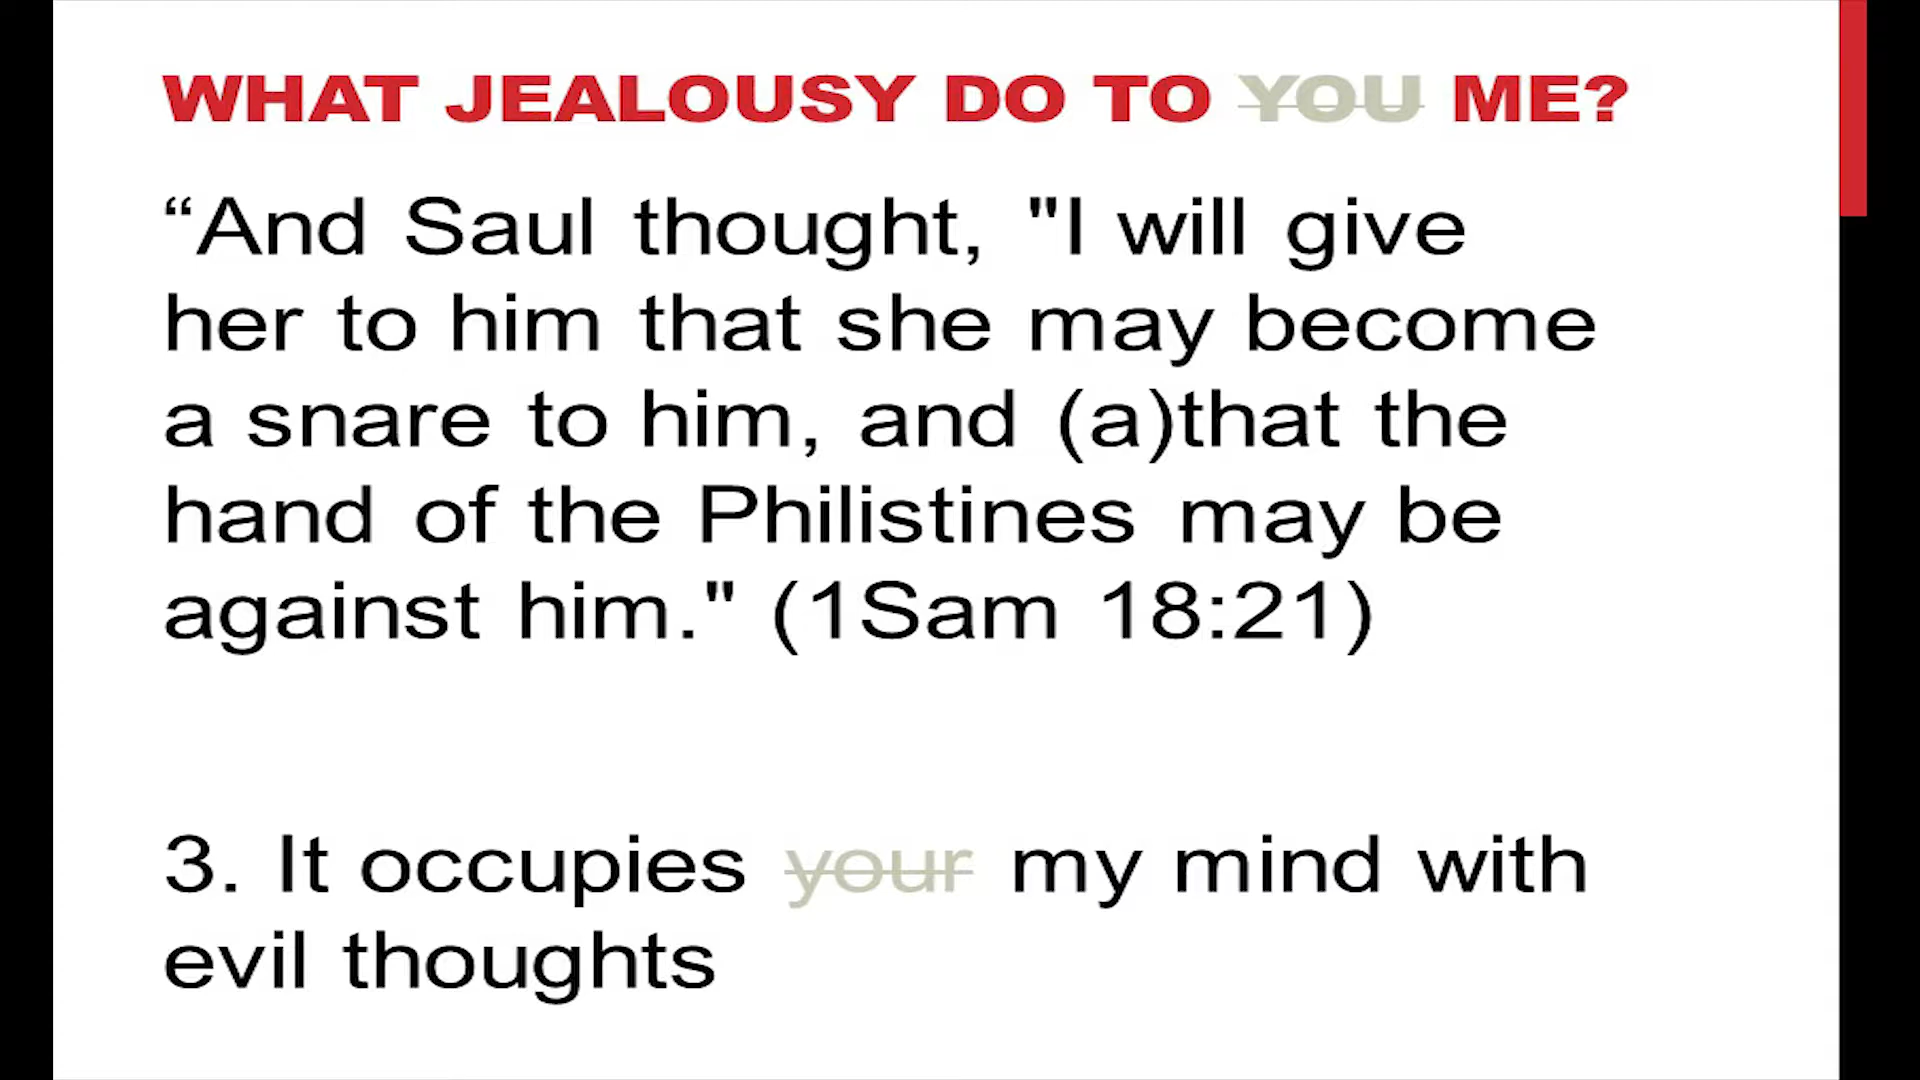 WHAT JEALOUSY DO TO YOU ME?
“And Saul thought, "I will give
her to him that she may become
a snare to him, and (a)that the
hand of the Philistines may be
against him." (1Sam 18:21)
3. It occupies your my mind with
evil thoughts